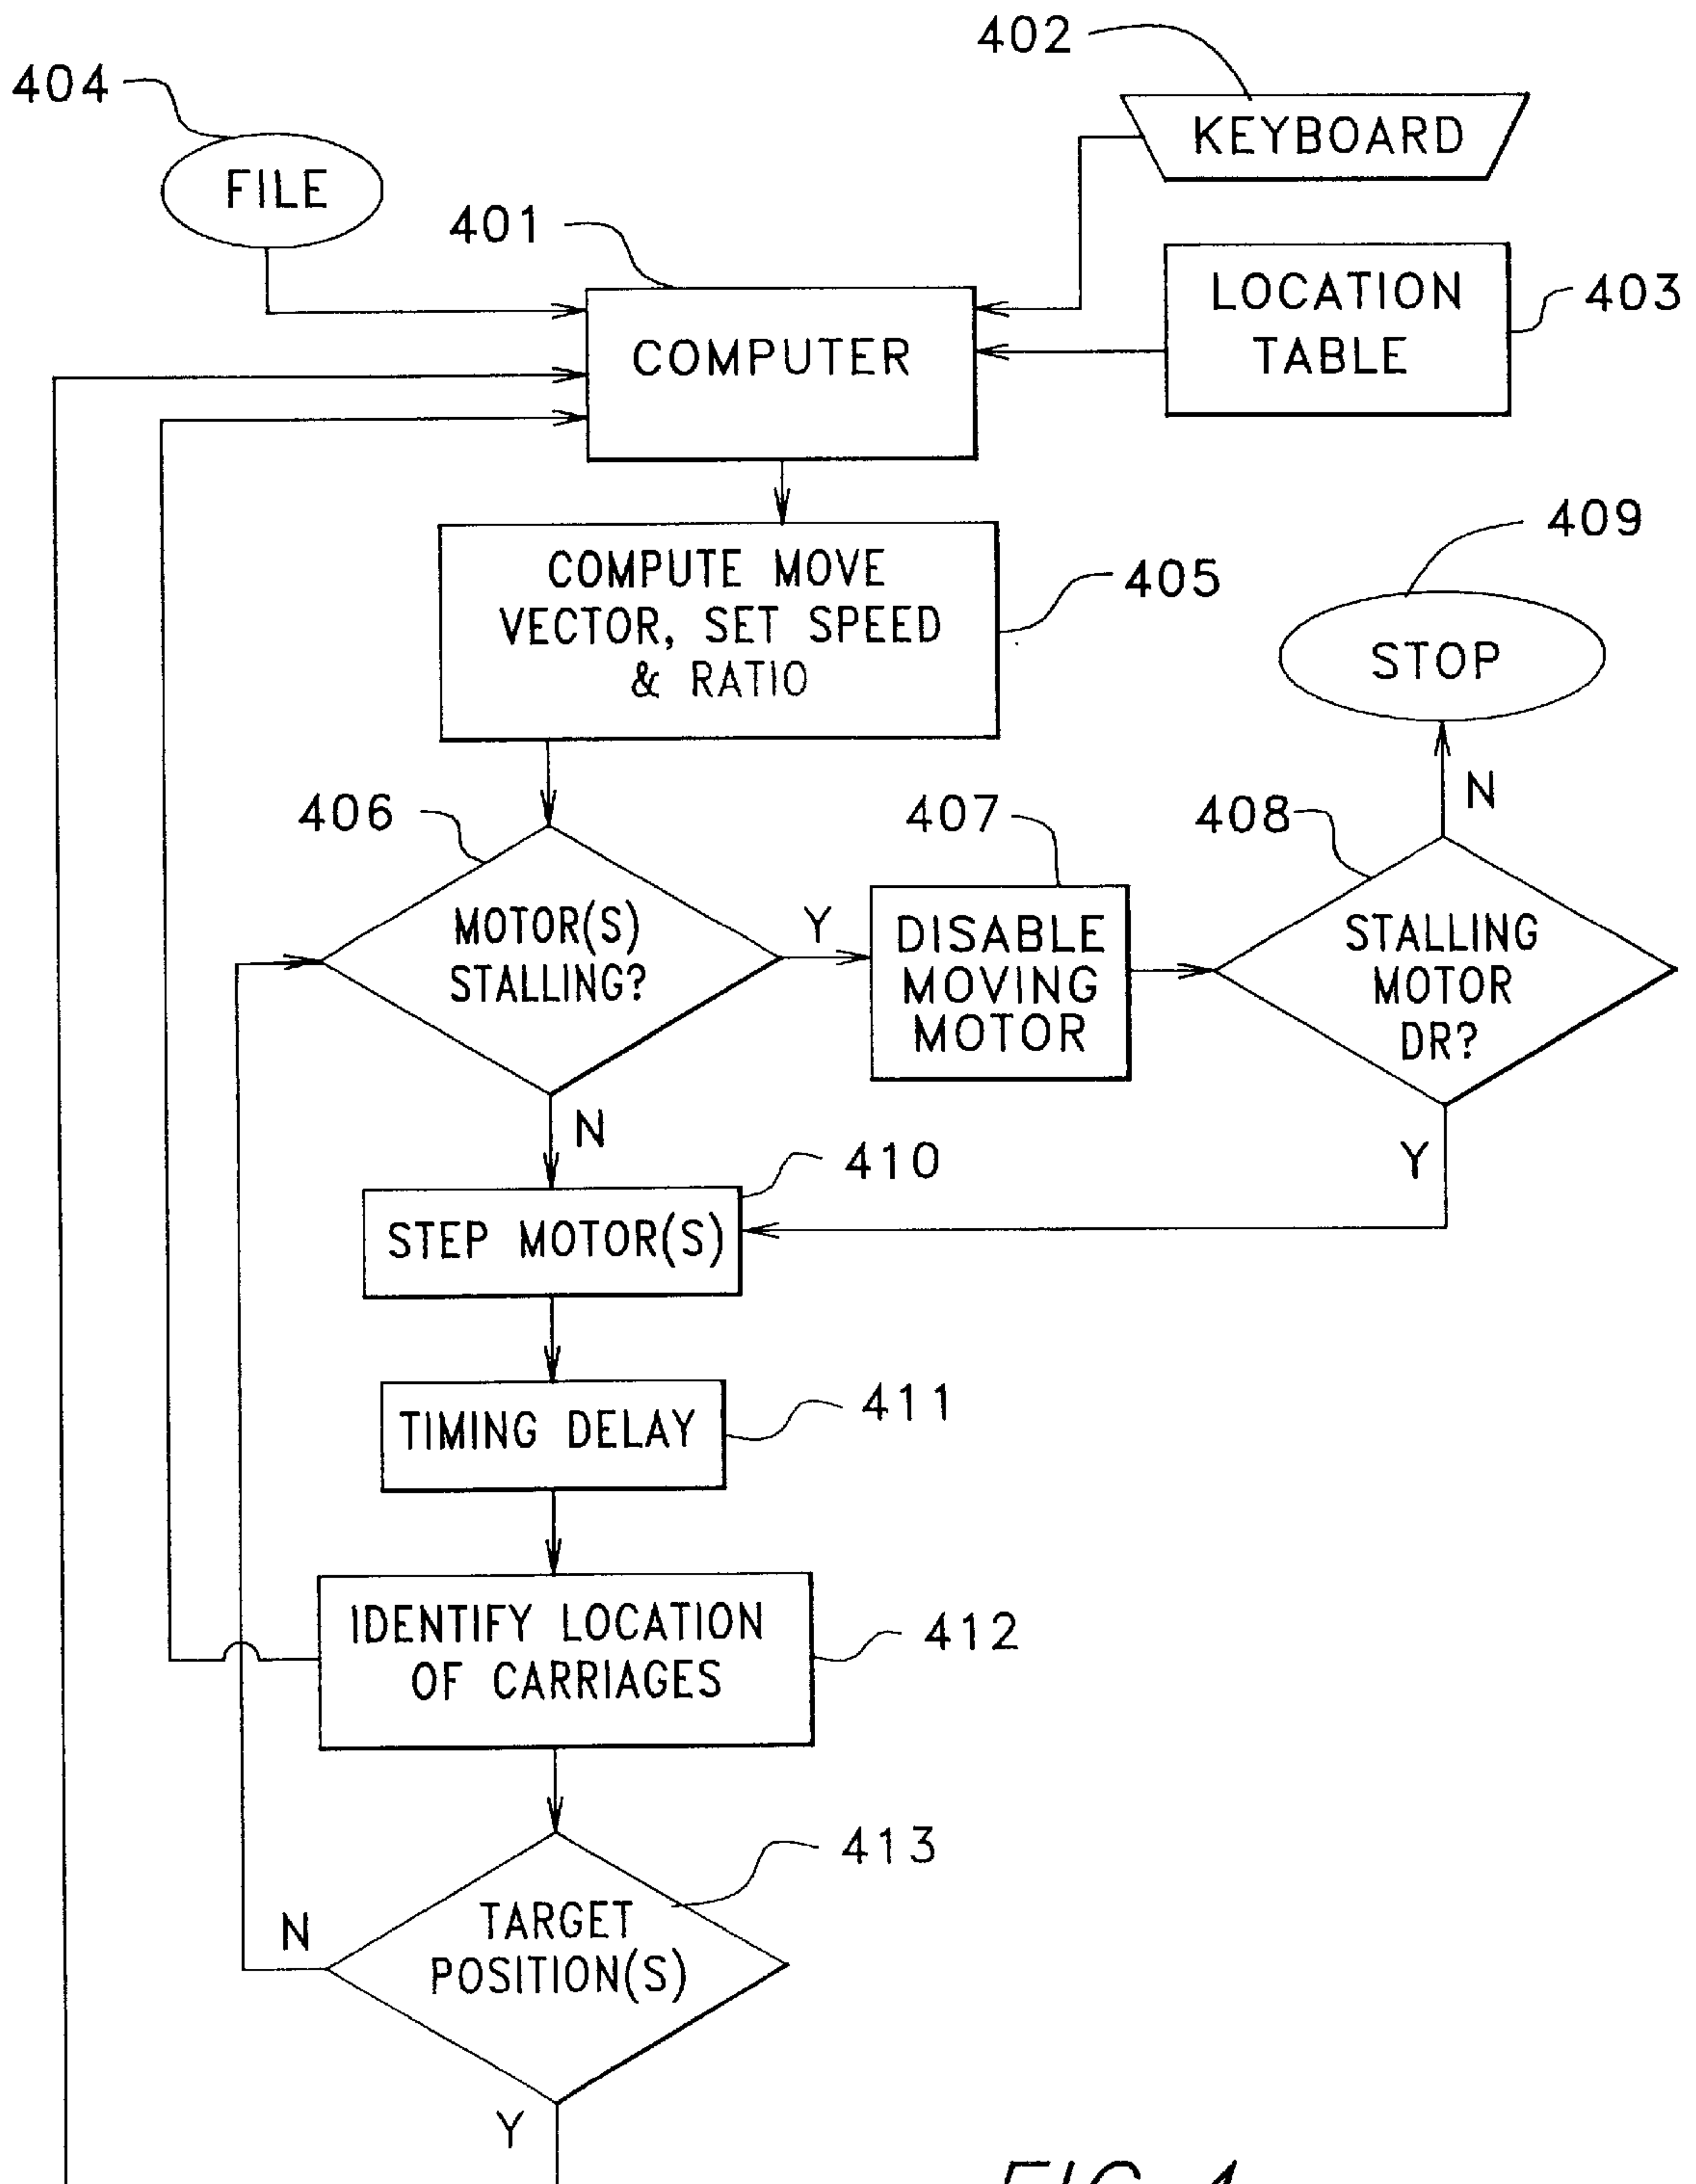 402
404
KEYBOARD
FILE
401
LOCATION
TABLE
403
COMPUTER
409
COMPUTE MOVE
VECTOR, SET SPEED
& RATIO
405
STOP
N
406
407
408
MOTOR(S)
STALLING?
Y
DISABLE
MOVING
MOTOR
STALLING
MOTOR
DR?
N
Y
410
STEP MOTOR(S)
TIMING DELAY
411
IDENTIFY LOCATION
OF CARRIAGES
412
413
TARGET
POSITION(S)
N
Y